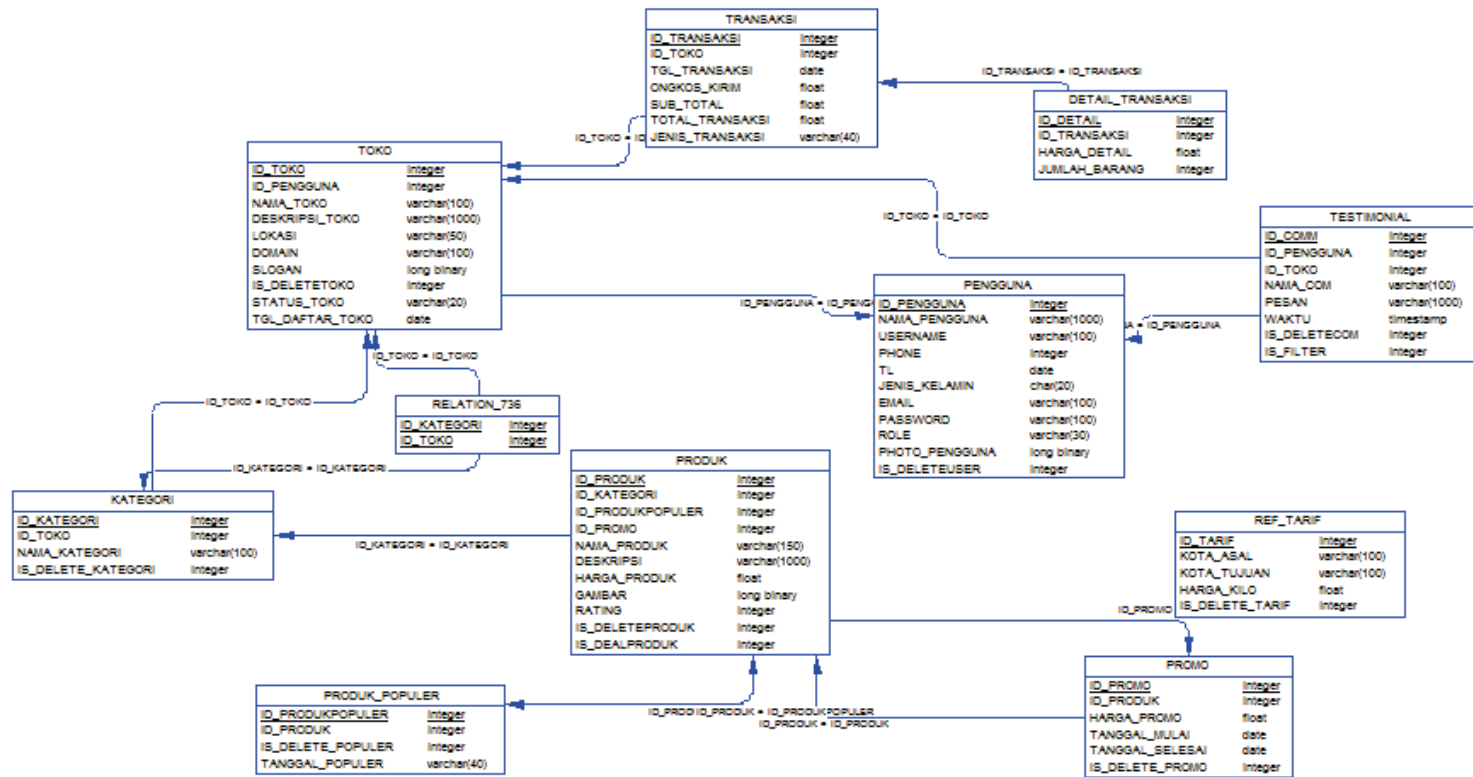 TRANSAKSI
ID_TRANSAKSI Integer
ID_TOKO Integer
TGL_TRANSAKSI date
ONGKOS_KIRIM float
SUB_TOTAL float
TOTAL_TRANSAKSI float
JENIS_TRANSAKSI varchar(40)
ID_TRANSAKSI = ID_TRANSAKSI
DETAIL_TRANSAKSI
ID_DETAIL Integer
ID_TRANSAKSI Integer
HARGA_DETAIL float
JUMLAH_BARANG Integer
ID_TOKO = ID
TOKO
ID_TOKO Integer
ID_PENGGUNA Integer
NAMA_TOKO varchar(100)
DESKRIPSI_TOKO varchar(1000)
LOKASI varchar(50)
DOMAIN varchar(100)
SLOGAN long binary
IS_DELETETOKO Integer
STATUS_TOKO varchar(20)
TGL_DAFTAR_TOKO date
ID_TOKO = ID_TOKO
TESTIMONIAL
ID_COMM Integer
ID_PENGGUNA Integer
ID_TOKO Integer
NAMA_COM varchar(100)
PESAN varchar(1000)
WAKTU timestamp
IS_DELETECOM Integer
IS_FILTER Integer
ID_PENGGUNA = ID_PENG
PENGGUNA
ID_PENGGUNA Integer
NAMA_PENGGUNA varchar(1000)
USERNAME varchar(100)
PHONE Integer
TL date
JENIS_KELAMIN char(20)
EMAIL varchar(100)
PASSWORD varchar(100)
ROLE varchar(30)
PHOTO_PENGGUNA long binary
IS_DELETEUSER Integer
NA = ID_PENGGUNA
ID_TOKO = ID_TOKO
ID_TOKO = ID_TOKO
RELATION_736
ID_KATEGORI Integer
ID_TOKO Integer
ID_KATEGORI = ID_KATEGORI
KATEGORI
ID_KATEGORI Integer
ID_TOKO Integer
NAMA_KATEGORI varchar(100)
IS_DELETE_KATEGORI Integer
ID_KATEGORI = ID_KATEGORI
PRODUK
ID_PRODUK Integer
ID_KATEGORI Integer
ID_PRODUKPOPULER Integer
ID_PROMO Integer
NAMA_PRODUK varchar(150)
DESKRIPSI varchar(1000)
HARGA_PRODUK float
GAMBAR long binary
RATING Integer
IS_DELETEPRODUK Integer
IS_DEALPRODUK Integer
REF_TARIF
ID_TARIF Integer
KOTA_ASAL varchar(100)
KOTA_TUJUAN varchar(100)
HARGA_KILO float
IS_DELETE_TARIF Integer
ID_PROMO
PROMO
ID_PROMO Integer
ID_PRODUK Integer
HARGA_PROMO float
TANGGAL_MULAI date
TANGGAL_SELESAI date
IS_DELETE_PROMO Integer
PRODUK_POPULER
ID_PRODUKPOPULER Integer
ID_PRODUK Integer
IS_DELETE_POPULER Integer
TANGGAL_POPULER varchar(40)
ID_PRODUK = ID_PRODUKPOPULER
ID_PRODUK = ID_PRODUK